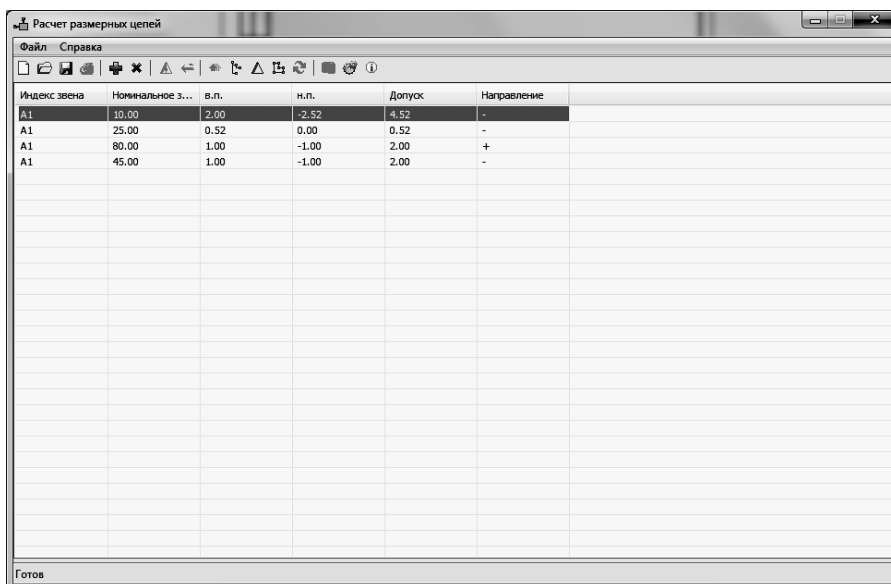 Расчет размерных цепей
Файл Справка
Индекс звена Номинальное з... в.п. н.п. Допуск Направление
A1 10.00 2.00 -2.52 4.52 -
A1 25.00 0.52 0.00 0.52 -
A1 80.00 1.00 -1.00 2.00 +
A1 45.00 1.00 -1.00 2.00 -
Готов